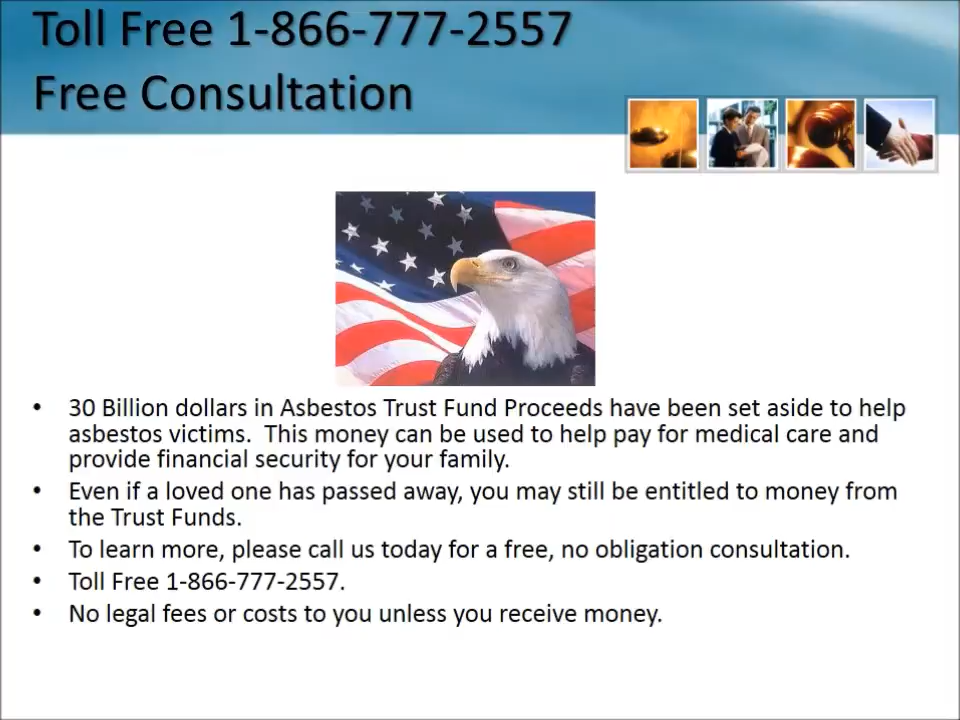 Toll Free 1-866-777-2557
Free Consultation
• 30 Billion dollars in Asbestos Trust Fund Proceeds have been set aside to help
asbestos victims.  This money can be used to help pay for medical care and
provide financial security for your family.
• Even if a loved one has passed away, you may still be entitled to money from
the Trust Funds.
• To learn more, please call us today for a free, no obligation consultation.
• Toll Free 1-866-777-2557.
• No legal fees or costs to you unless you receive money.